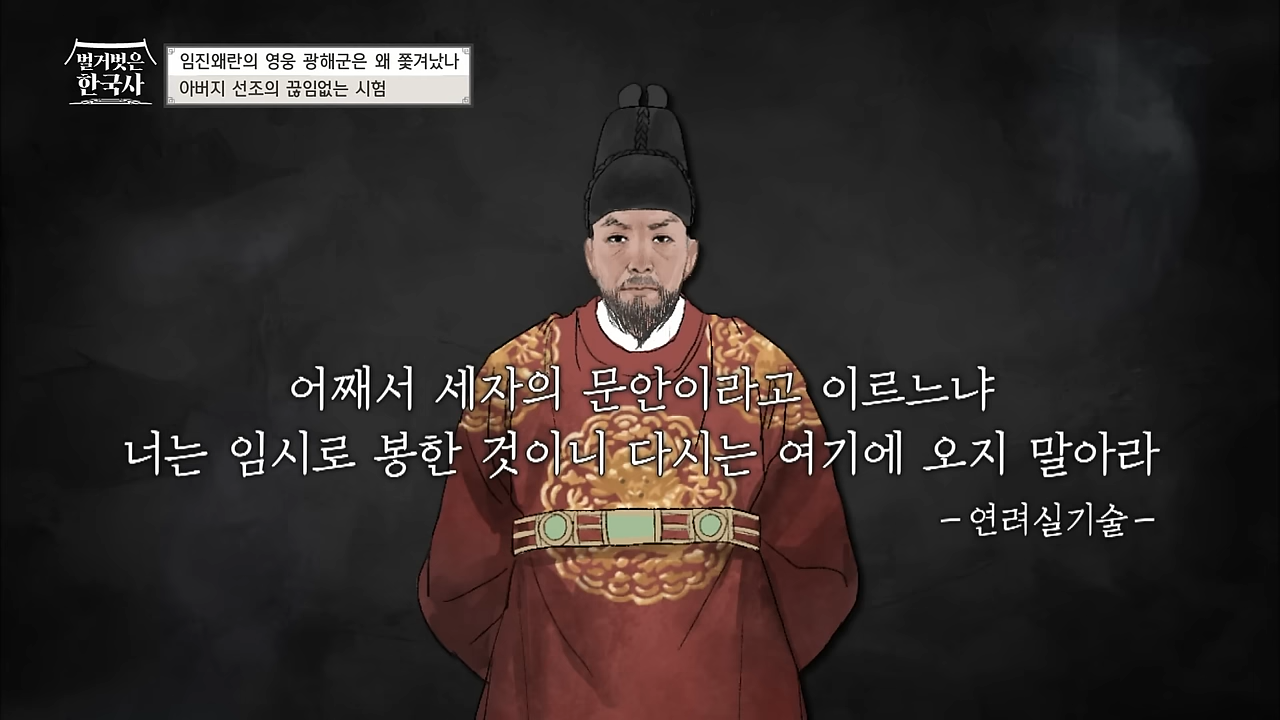 벌거벗은
한국사
임진왜란의 영웅 광해군은 왜 쫓겨났나
아버지 선조의 끊임없는 시험
어째서 세자의 문안이라고 이르느냐
너는 임시로 봉한 것이니 다시는 여기에 오지 말아라
-연려실기술-